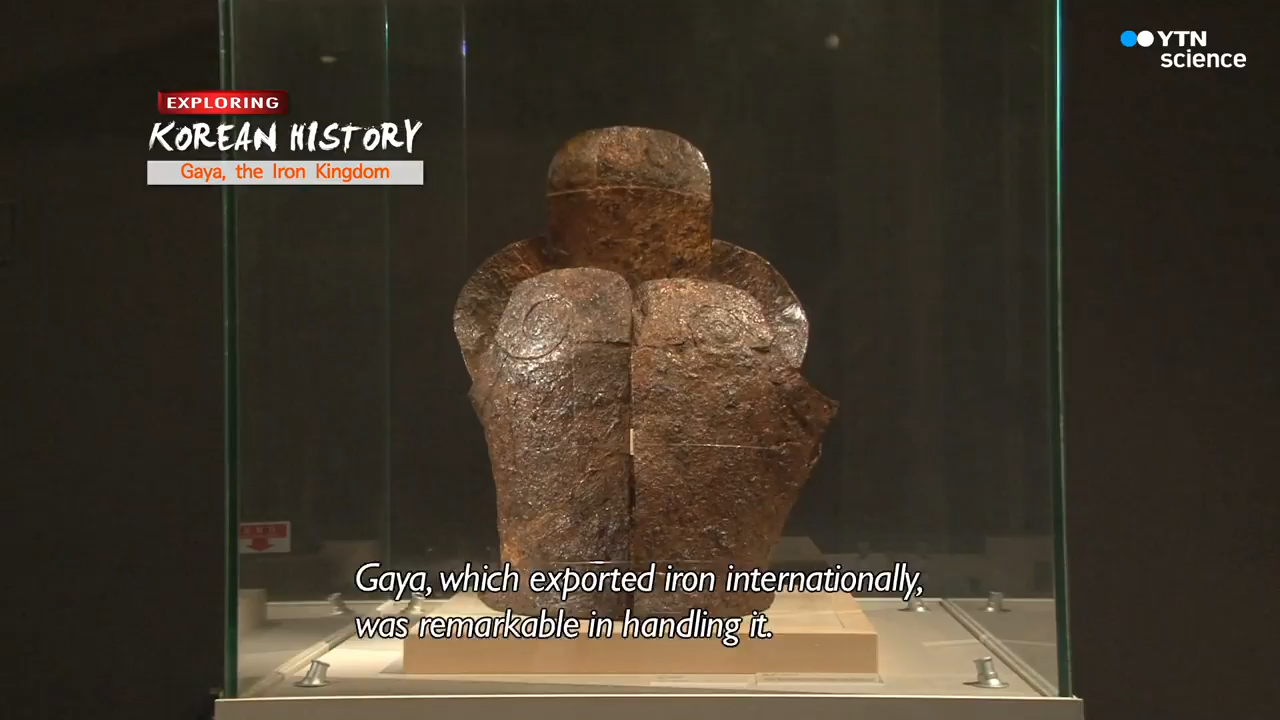 YTN
science
EXPLORING
KOREAN HISTORY
Gaya, the Iron Kingdom
Gaya, which exported iron internationally,
was remarkable in handling it.